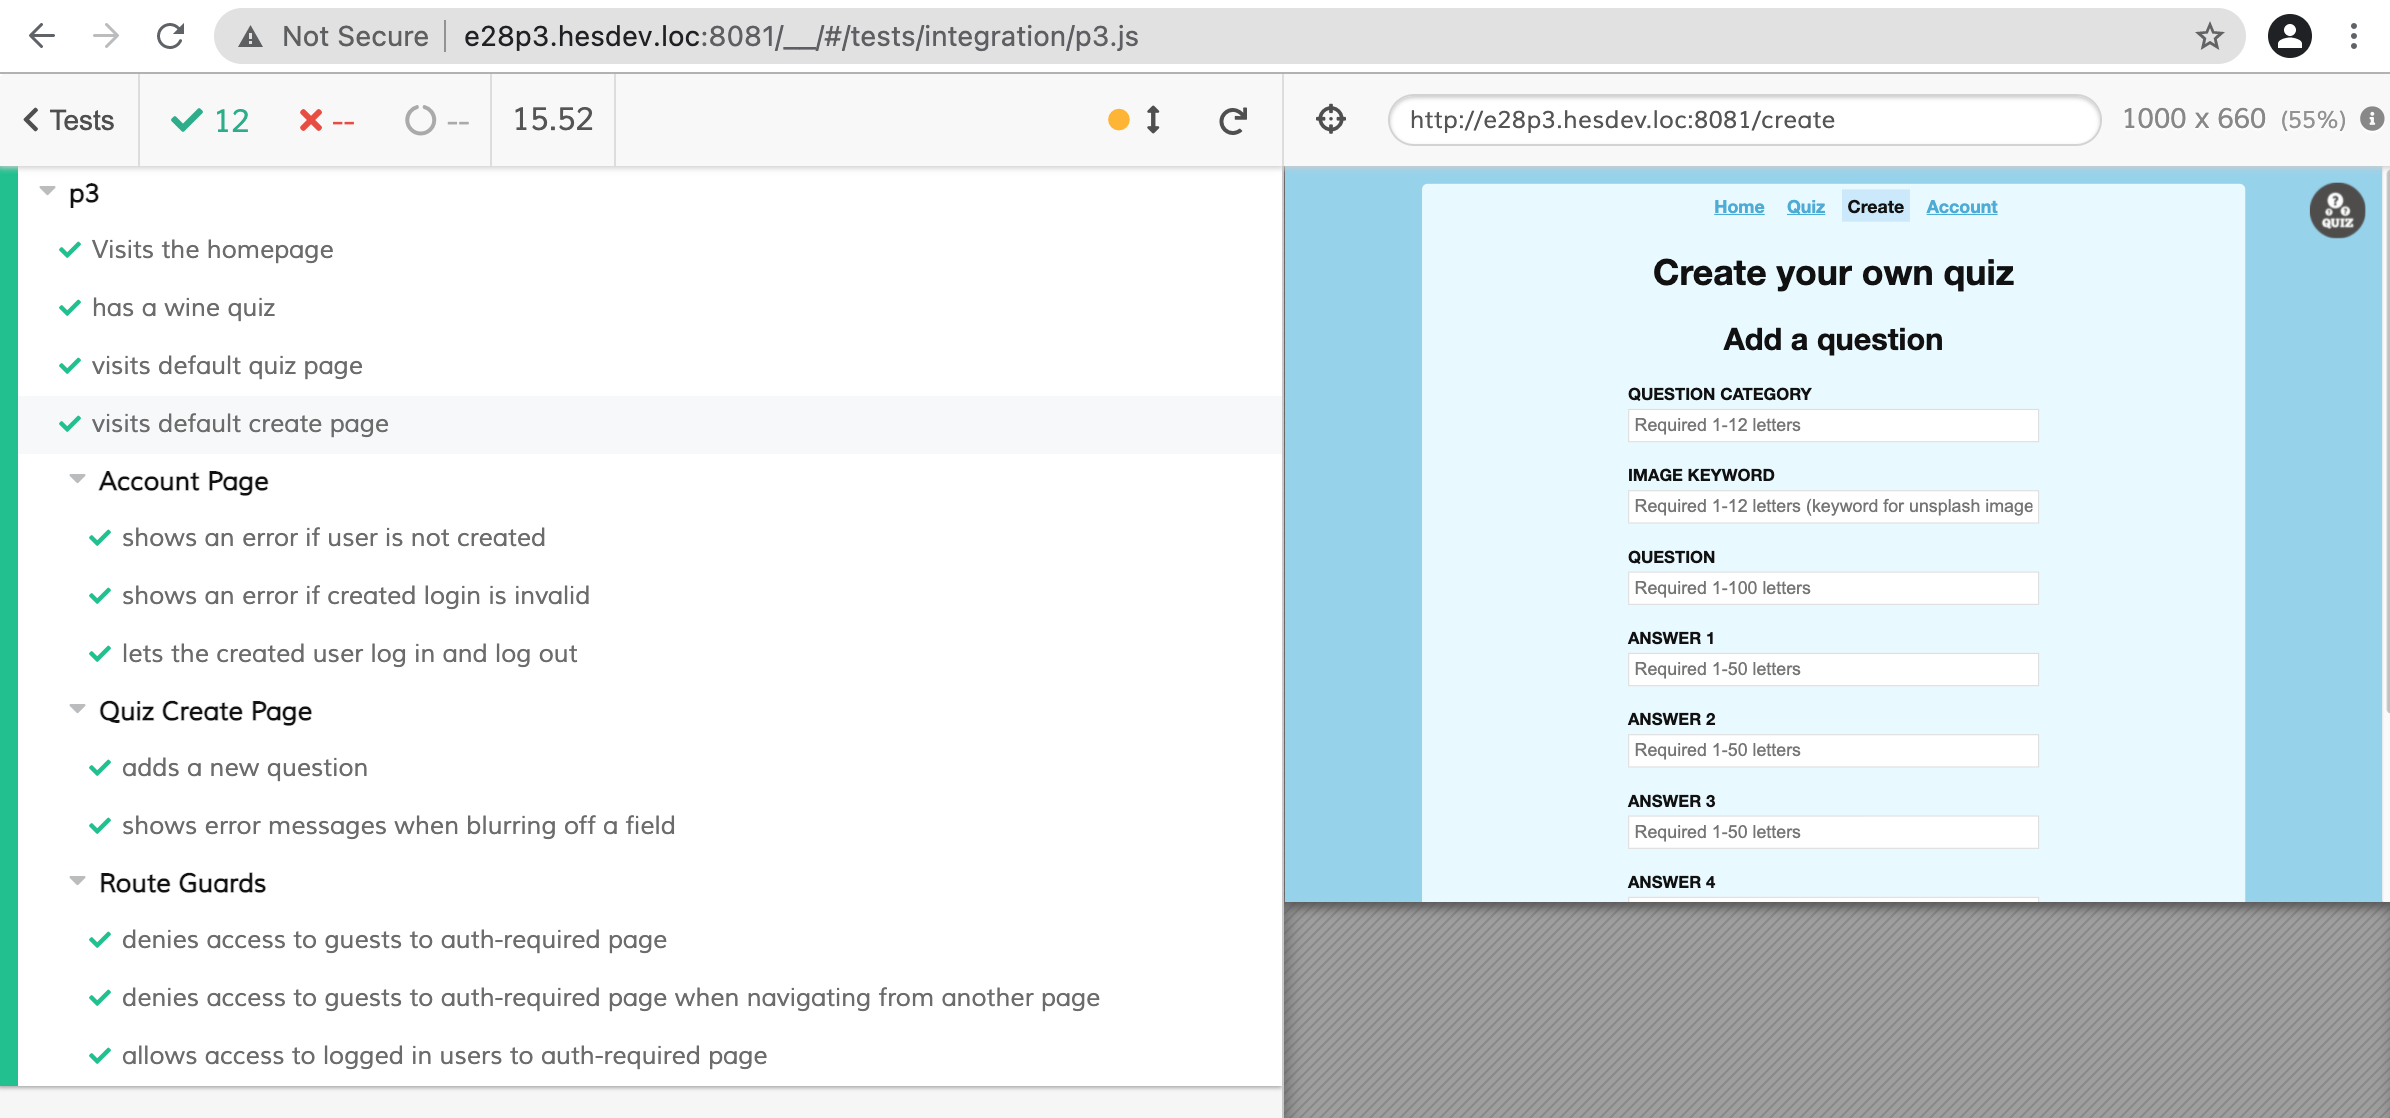 Not Secure e28p3.hesdev.loc:8081/__/#/tests/integration/p3.js
Tests 12 -- -- 15.52
http://e28p3.hesdev.loc:8081/create 1000 x 660 (55%)
p3
Visits the homepage
has a wine quiz
visits default quiz page
visits default create page
Account Page
shows an error if user is not created
shows an error if created login is invalid
lets the created user log in and log out
Quiz Create Page
adds a new question
shows error messages when blurring off a field
Route Guards
denies access to guests to auth-required page
denies access to guests to auth-required page when navigating from another page
allows access to logged in users to auth-required page
Home Quiz Create Account
QUIZ
Create your own quiz
Add a question
QUESTION CATEGORY
Required 1-12 letters
IMAGE KEYWORD
Required 1-12 letters (keyword for unsplash image
QUESTION
Required 1-100 letters
ANSWER 1
Required 1-50 letters
ANSWER 2
Required 1-50 letters
ANSWER 3
Required 1-50 letters
ANSWER 4